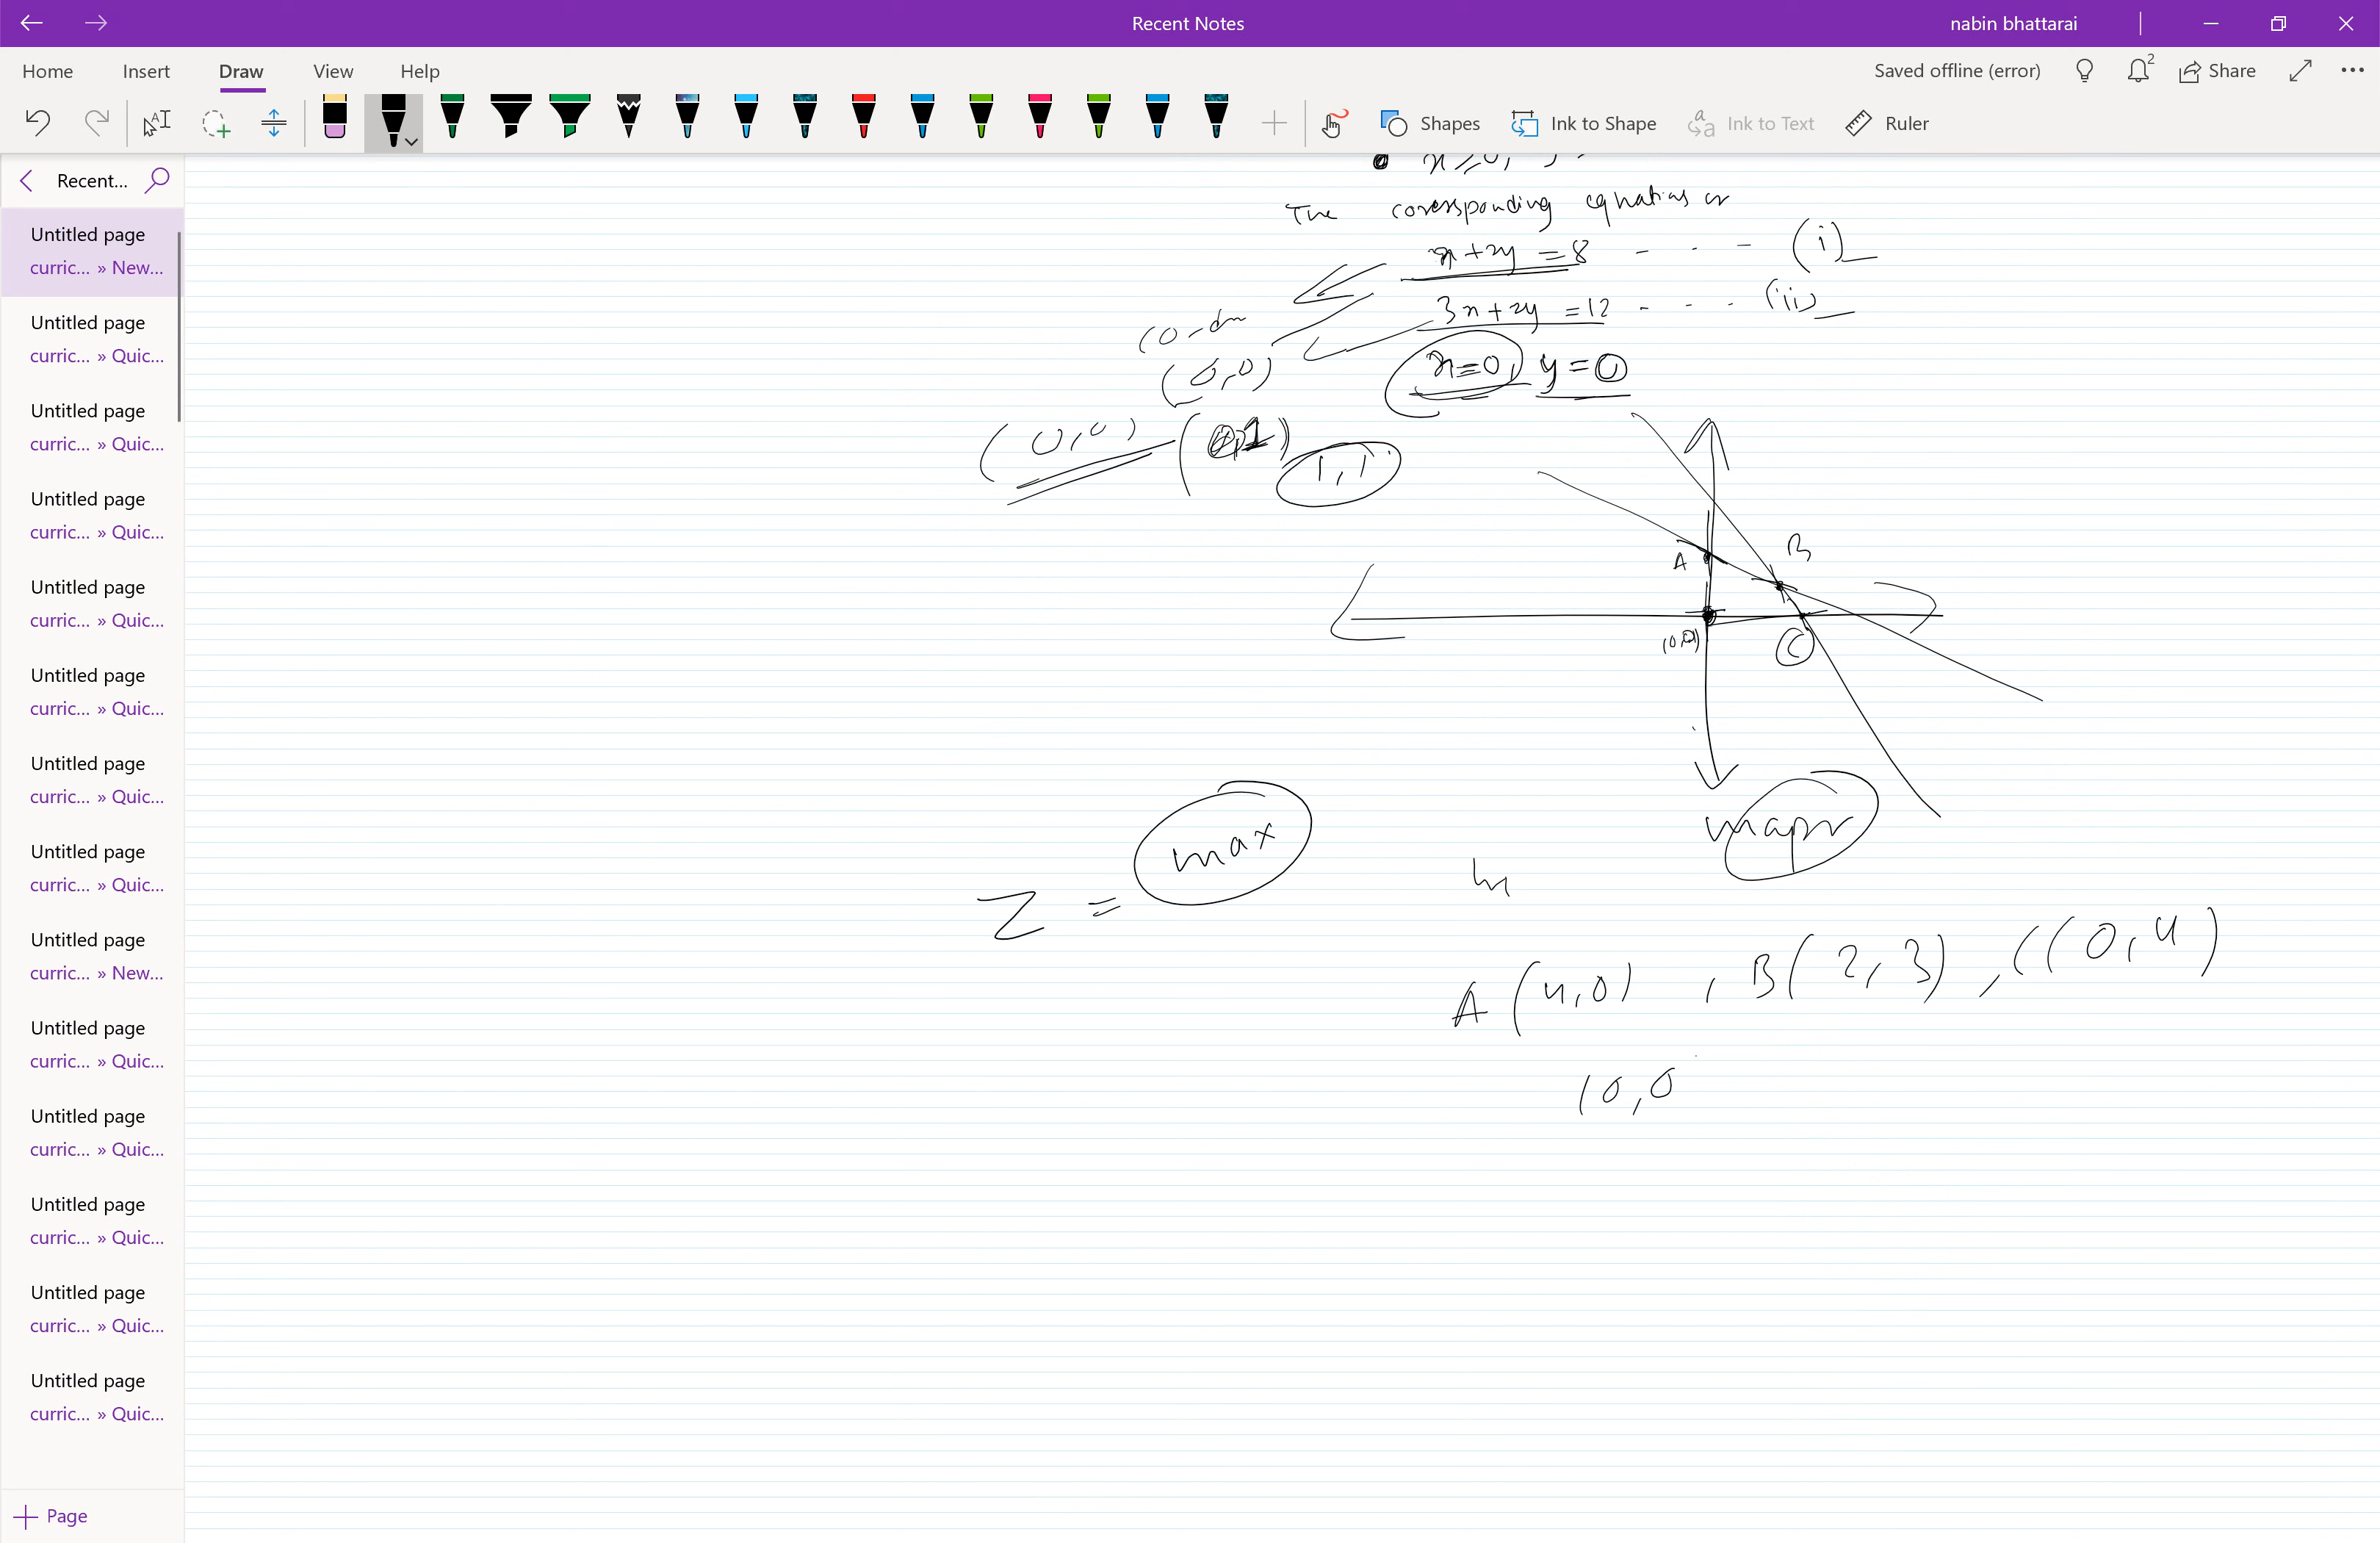 Recent Notes
nabin bhattarai
Home Insert Draw View Help
Saved offline (error)
2
Share
Shapes
Ink to Shape
Ink to Text
Ruler
Recent...
Untitled page
curric... » New...
Untitled page
curric... » Quic...
Untitled page
curric... » Quic...
Untitled page
curric... » Quic...
Untitled page
curric... » Quic...
Untitled page
curric... » Quic...
Untitled page
curric... » Quic...
Untitled page
curric... » Quic...
Untitled page
curric... » New...
Untitled page
curric... » Quic...
Untitled page
curric... » Quic...
Untitled page
curric... » Quic...
Untitled page
curric... » Quic...
Untitled page
curric... » Quic...
Page
x ≥ 0,
The corresponding equations
x + 2y = 8 - - - (i)
3x + 2y = 12 - - - (ii)
x = 0, y = 0
(0,0)
(0,0)
1,1
A
B
(0,0)
C
Z = max
A (4,0) , B( 2, 3) , C( 0, 4 )
(0,0